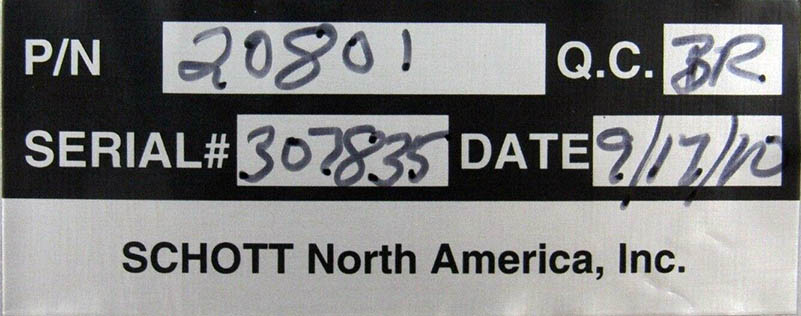 P/N 20801 Q.C. BR
SERIAL# 307835 DATE 9/17/10
SCHOTT North America, Inc.